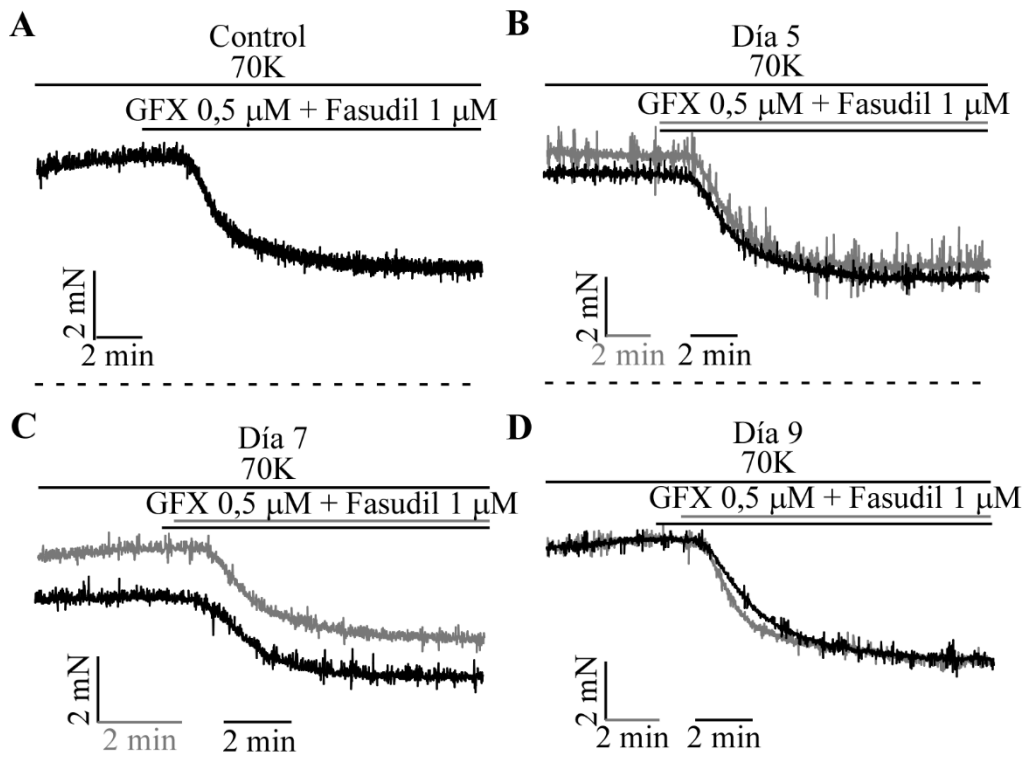 A
Control
70K
GFX 0,5 µM + Fasudil 1 µM
2 mN
2 min
B
Día 5
70K
GFX 0,5 µM + Fasudil 1 µM
2 mN
2 min
2 min
C
Día 7
70K
GFX 0,5 µM + Fasudil 1 µM
2 mN
2 min
2 min
D
Día 9
70K
GFX 0,5 µM + Fasudil 1 µM
2 mN
2 min
2 min